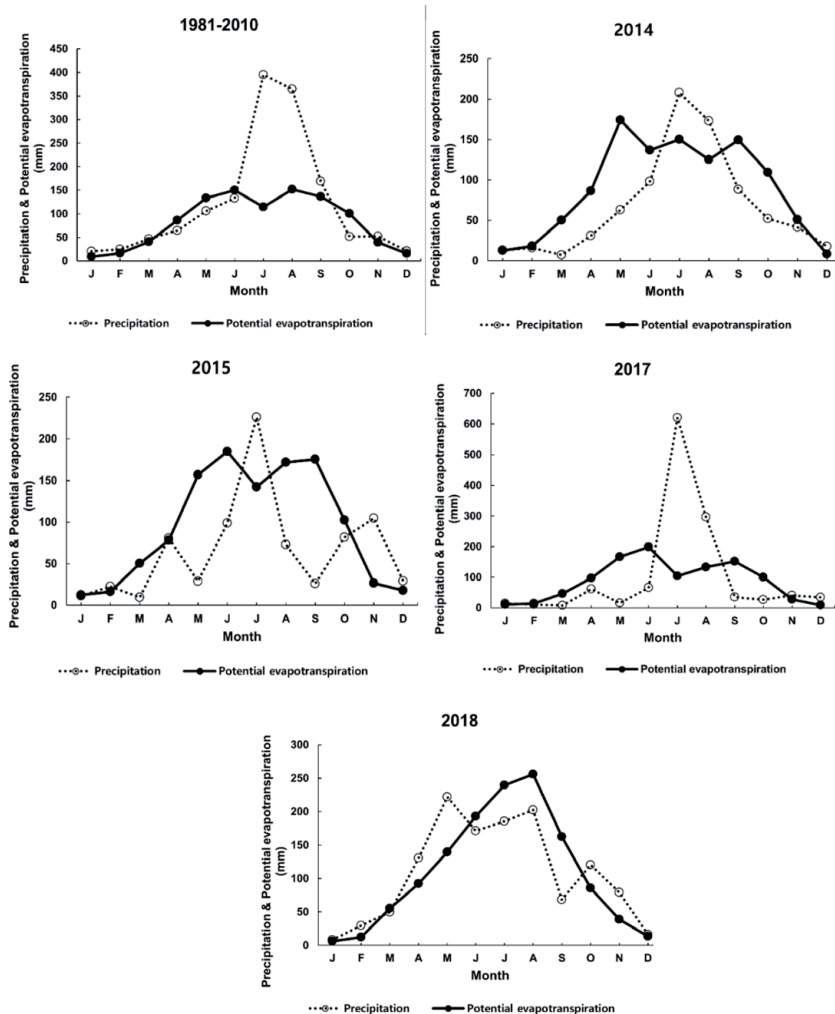 1981-2010
Precipitation & Potential evapotranspiration
(mm)
450
400
350
300
250
200
150
100
50
0
J F M A M J J A S O N D
Month
Precipitation Potential evapotranspiration
2014
Precipitation & Potential evapotranspiration
(mm)
250
200
150
100
50
0
J F M A M J J A S O N D
Month
Precipitation Potential evapotranspiration
2015
Precipitation & Potential evapotranspiration
(mm)
250
200
150
100
50
0
J F M A M J J A S O N D
Month
Precipitation Potential evapotranspiration
2017
Precipitation & Potential evapotranspiration
(mm)
700
600
500
400
300
200
100
0
J F M A M J J A S O N D
Month
Precipitation Potential evapotranspiration
2018
Precipitation & Potential evapotranspiration
(mm)
300
250
200
150
100
50
0
J F M A M J J A S O N D
Month
Precipitation Potential evapotranspiration